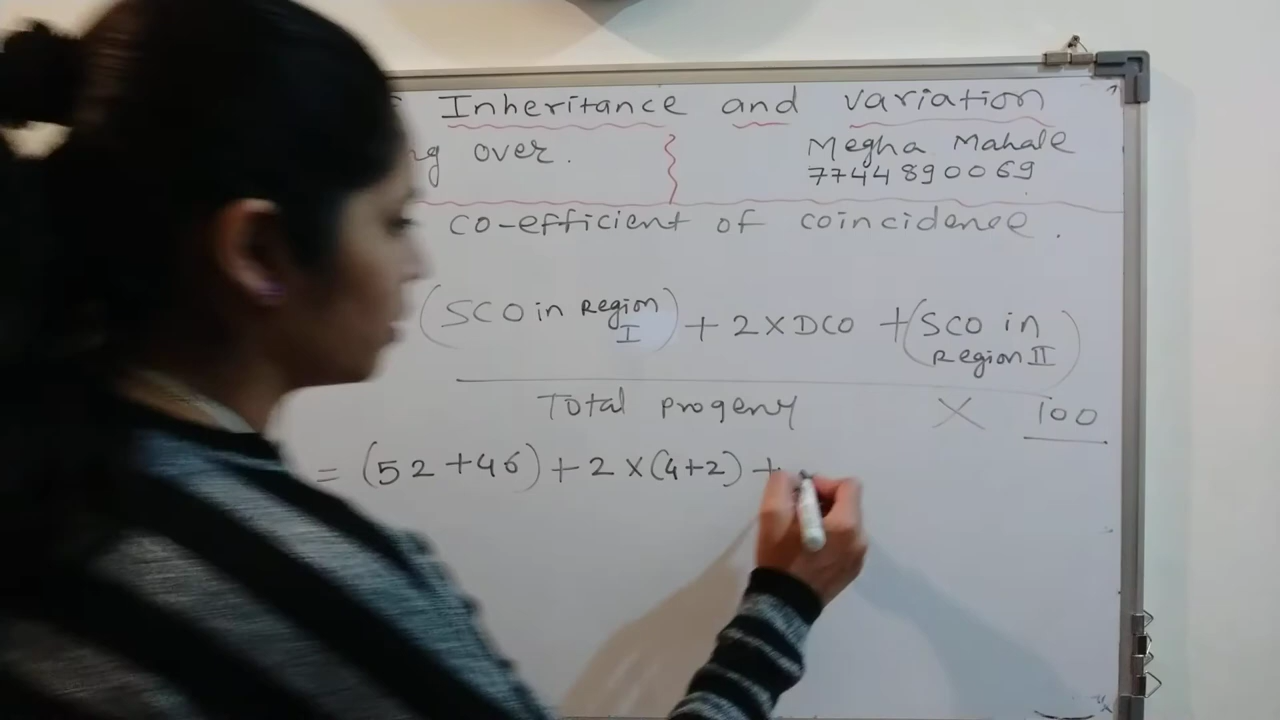 Inheritance and variation
ng over.
Megha Mahale
7744890069
co-efficient of coincidence.
(SCO in Region I) + 2 X DCO + (SCO in Region II)
Total progeny X 100
= (52 + 46) + 2 X (4+2) +